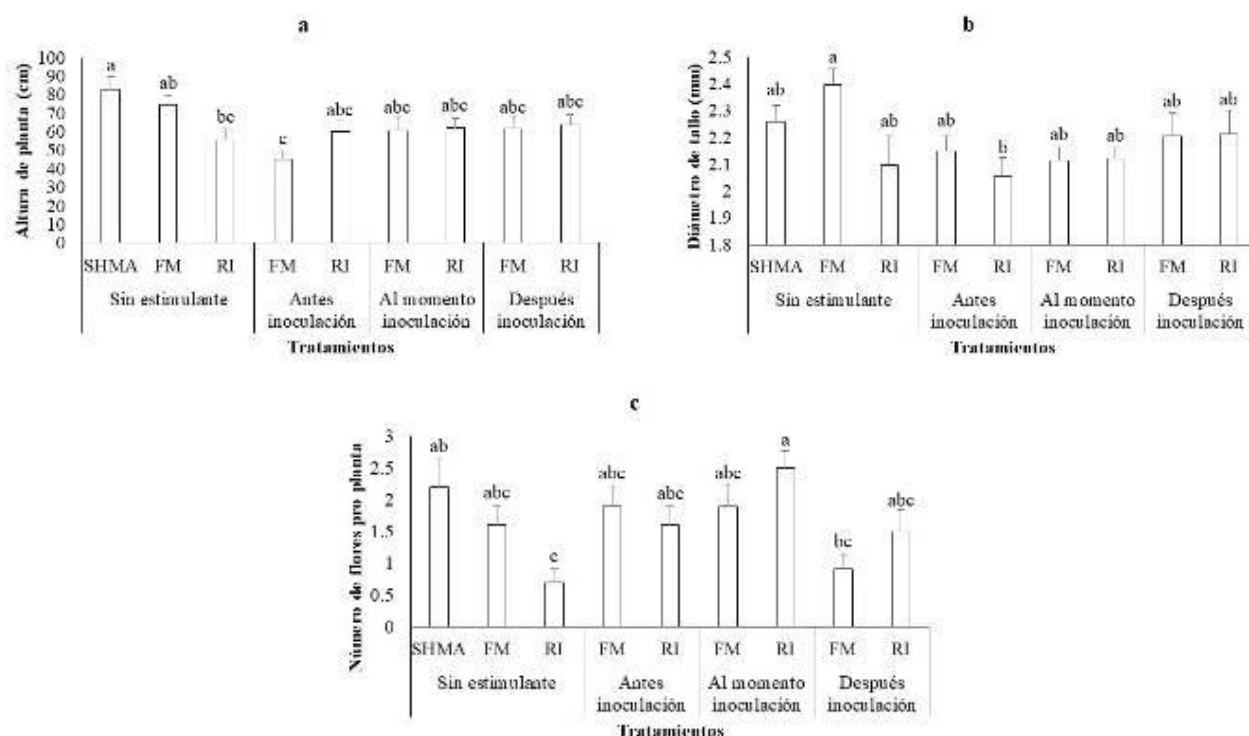 a
Altura de planta (cm)
100
90
80
70
60
50
40
30
20
10
0
a
ab
bc
c
abc
abc
abc
abc
abc
SHMA FM RI FM RI FM RI FM RI
Sin estimulante Antes inoculación Al momento inoculación Después inoculación
Tratamientos
b
Diámetro de tallo (mm)
2.5
2.4
2.3
2.2
2.1
2
1.9
1.8
ab
a
ab
ab
b
ab
ab
ab
ab
SHMA FM RI FM RI FM RI FM RI
Sin estimulante Antes inoculación Al momento inoculación Después inoculación
Tratamientos
c
Número de flores pro planta
3
2.5
2
1.5
1
0.5
0
ab
abc
c
abc
abc
abc
a
bc
abc
SHMA FM RI FM RI FM RI FM RI
Sin estimulante Antes inoculación Al momento inoculación Después inoculación
Tratamientos